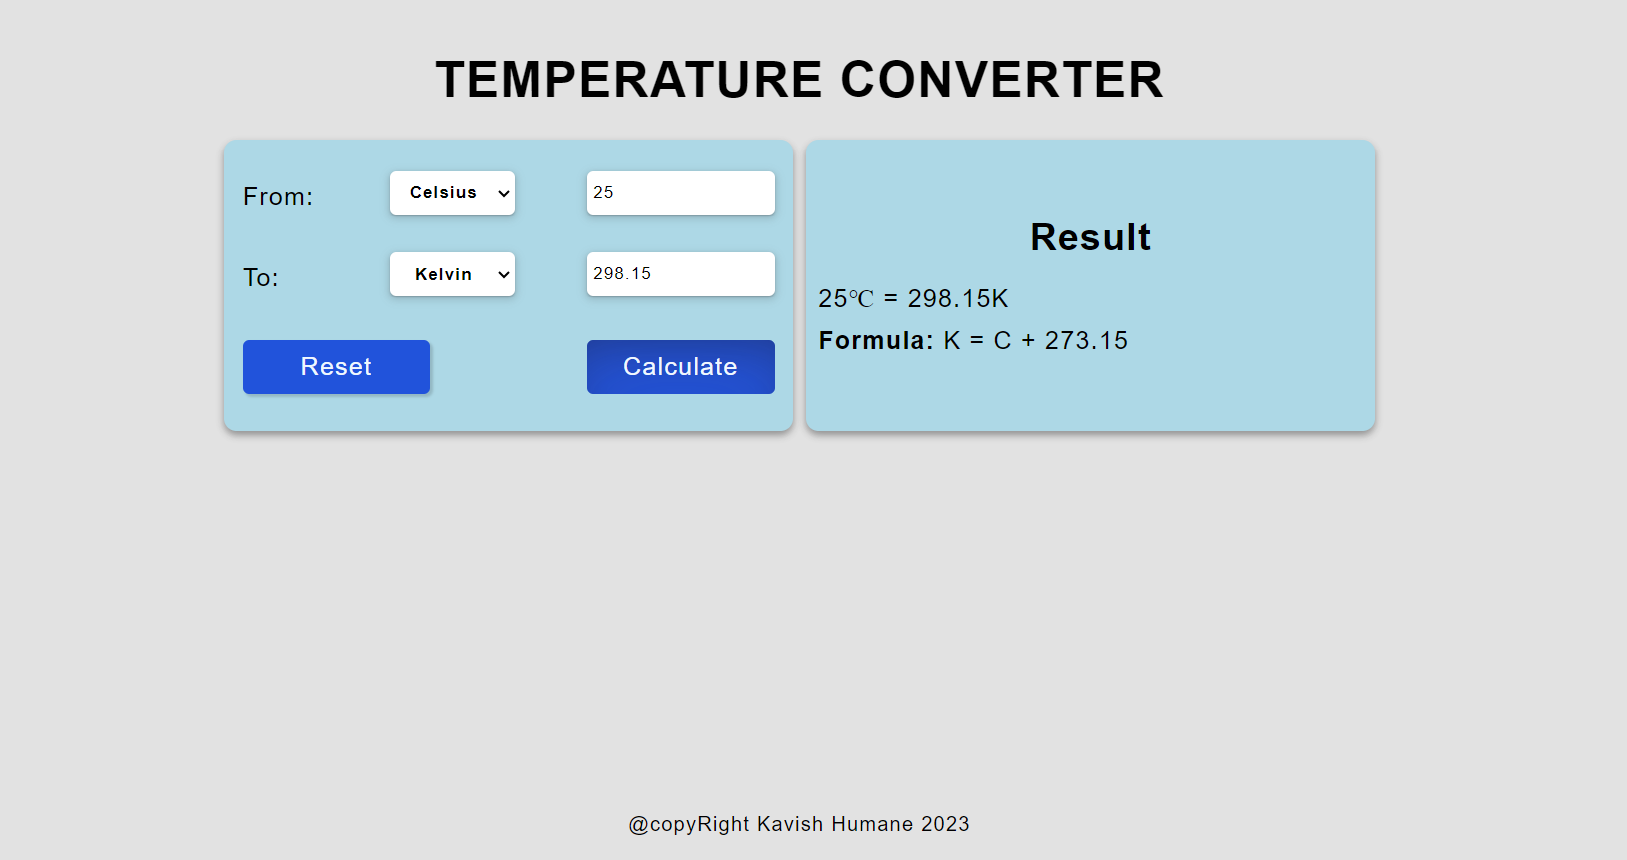 TEMPERATURE CONVERTER
From: Celsius 25
To: Kelvin 298.15
Reset Calculate
Result
25℃ = 298.15K
Formula: K = C + 273.15
@copyRight Kavish Humane 2023